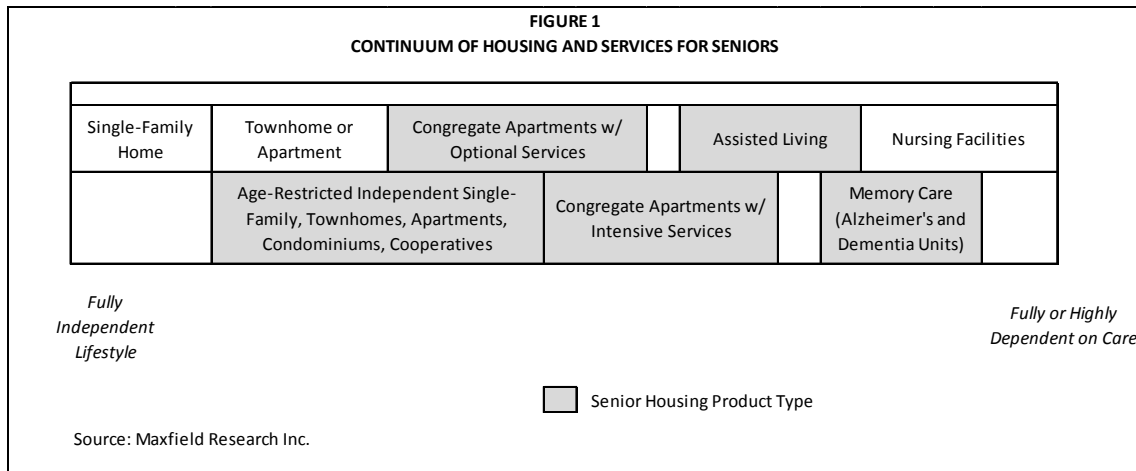 FIGURE 1
CONTINUUM OF HOUSING AND SERVICES FOR SENIORS
Single-Family
Home
Townhome or
Apartment
Congregate Apartments w/
Optional Services
Assisted Living
Nursing Facilities
Age-Restricted Independent Single-
Family, Townhomes, Apartments,
Condominiums, Cooperatives
Congregate Apartments w/
Intensive Services
Memory Care
(Alzheimer's and
Dementia Units)
Fully
Independent
Lifestyle
Fully or Highly
Dependent on Care
Senior Housing Product Type
Source: Maxfield Research Inc.